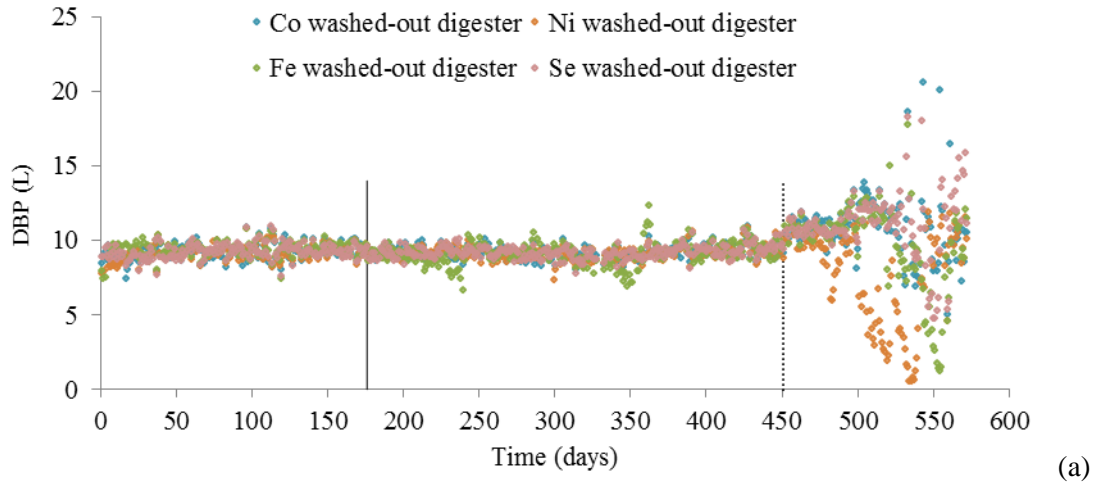 25
Co washed-out digester Ni washed-out digester
Fe washed-out digester Se washed-out digester
20
15
10
5
0
DBP (L)
0 50 100 150 200 250 300 350 400 450 500 550 600
Time (days)
(a)